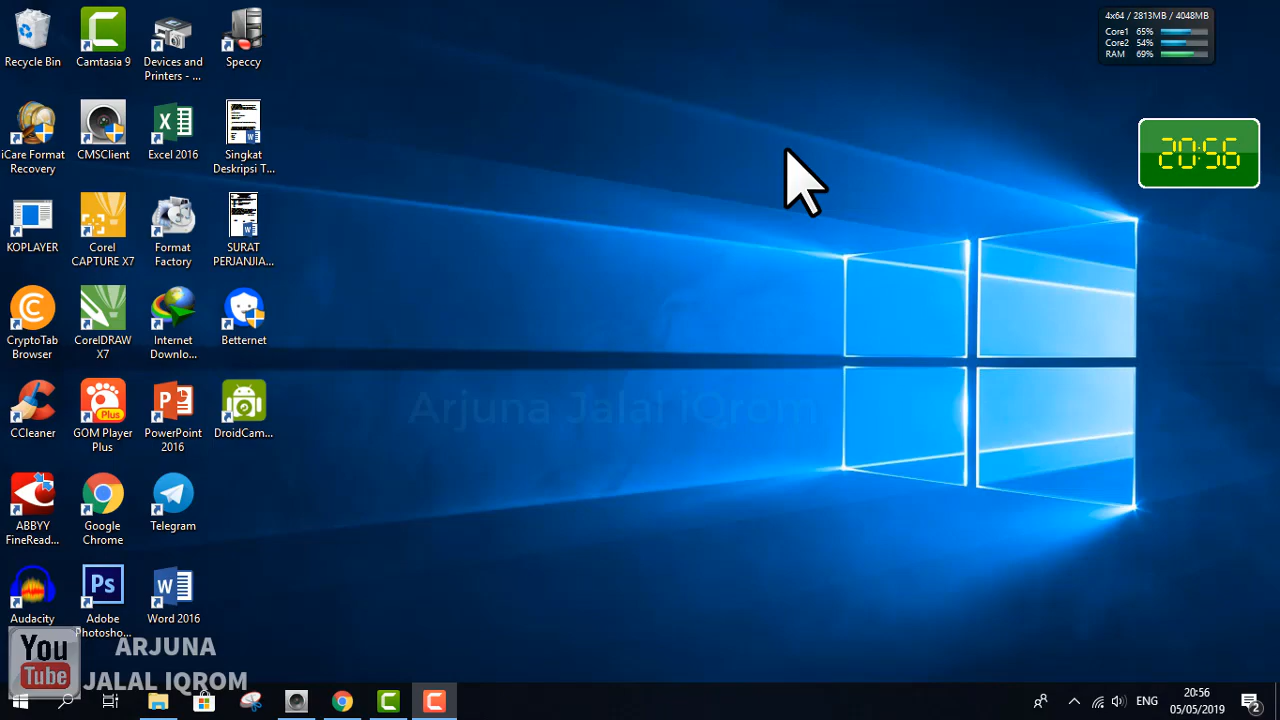 Recycle Bin
Camtasia 9
Devices and
Printers - ...
Speccy
iCare Format
Recovery
CMSClient
Excel 2016
Singkat
Deskripsi T...
KOPLAYER
Corel
CAPTURE X7
Format
Factory
SURAT
PERJANJIA...
CryptoTab
Browser
CorelDRAW
X7
Internet
Downlo...
Betternet
CCleaner
GOM Player
Plus
Plus
PowerPoint
2016
DroidCam...
ABBYY
FineRead...
Google
Chrome
Telegram
Audacity
Ps
Adobe
Photosho...
Word 2016
4x64 / 2813MB / 4048MB
Core1 65%
Core2 54%
RAM 69%
20:56
Arjuna Jalal Iqrom
You
Tube
ARJUNA
JALAL IQROM
ENG
20:56
05/05/2019
2